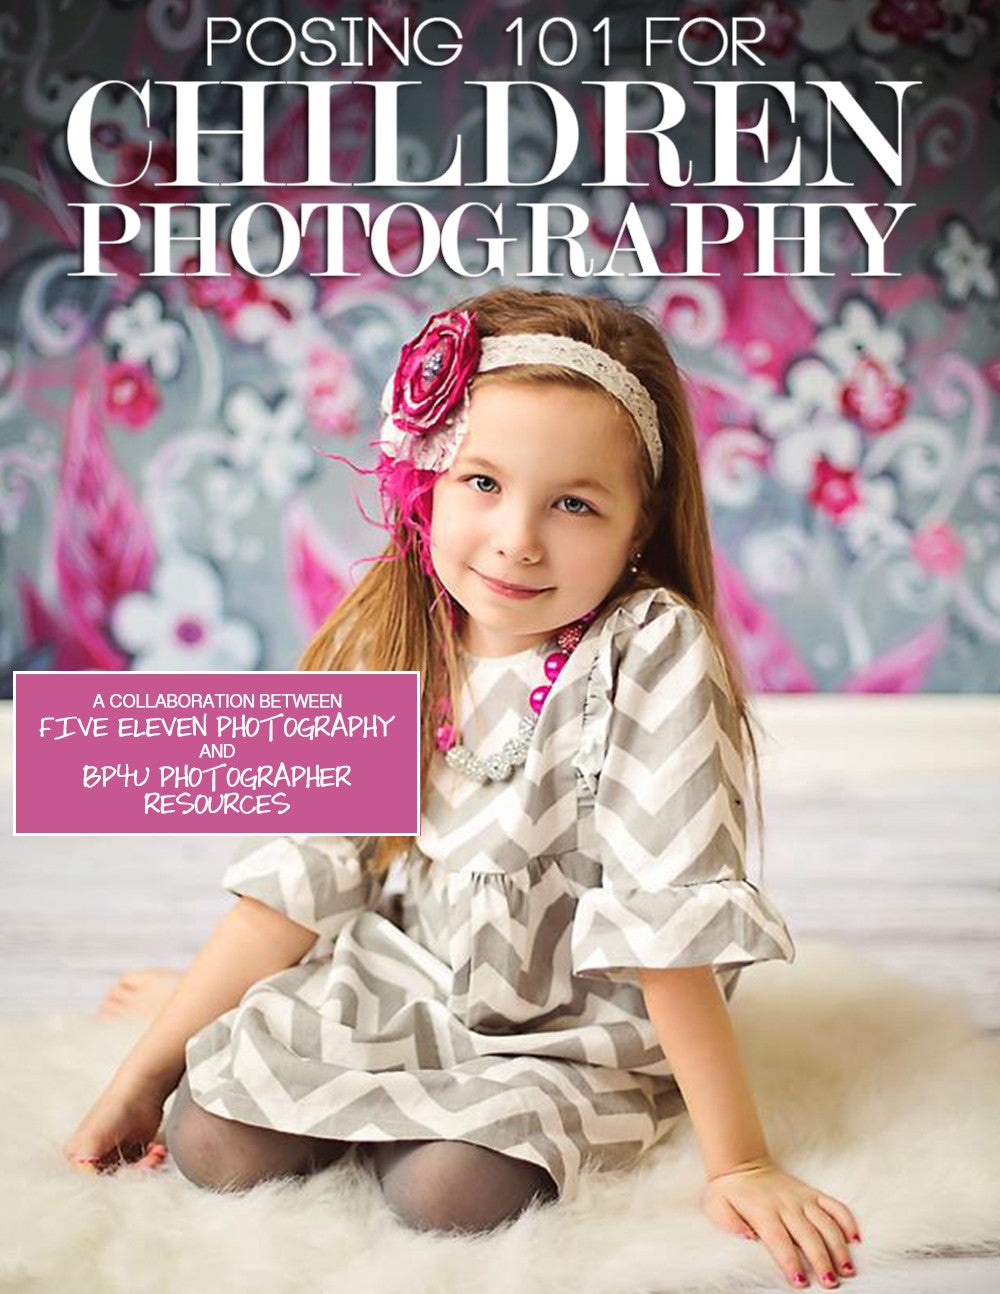 POSING 101 FOR
CHILDREN
PHOTOGRAPHY
A COLLABORATION BETWEEN
FIVE ELEVEN PHOTOGRAPHY
AND
BP4U PHOTOGRAPHER
RESOURCES